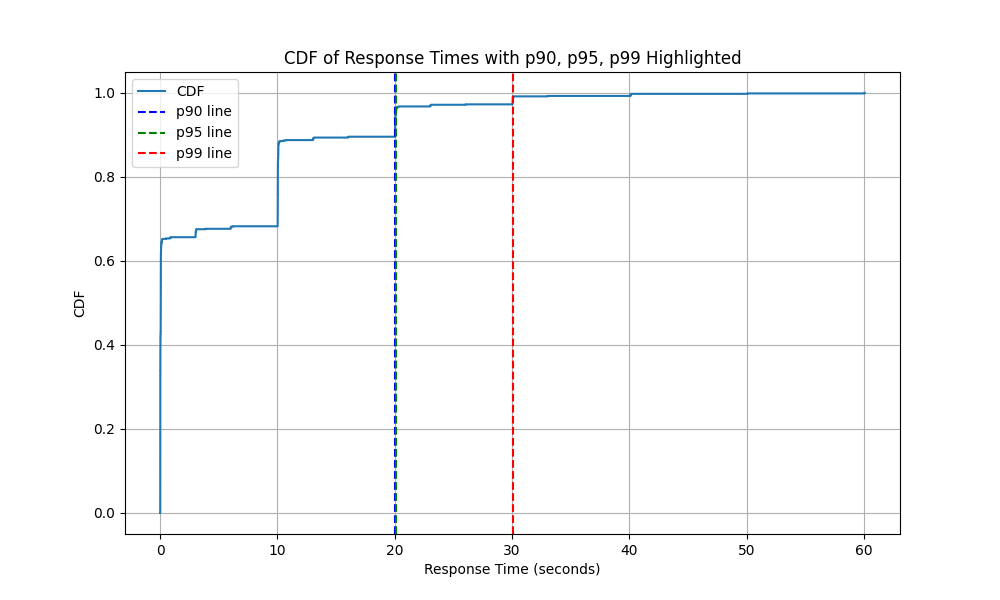 CDF of Response Times with p90, p95, p99 Highlighted
CDF
p90 line
p95 line
p99 line
1.0
0.8
0.6
0.4
0.2
0.0
CDF
0 10 20 30 40 50 60
Response Time (seconds)